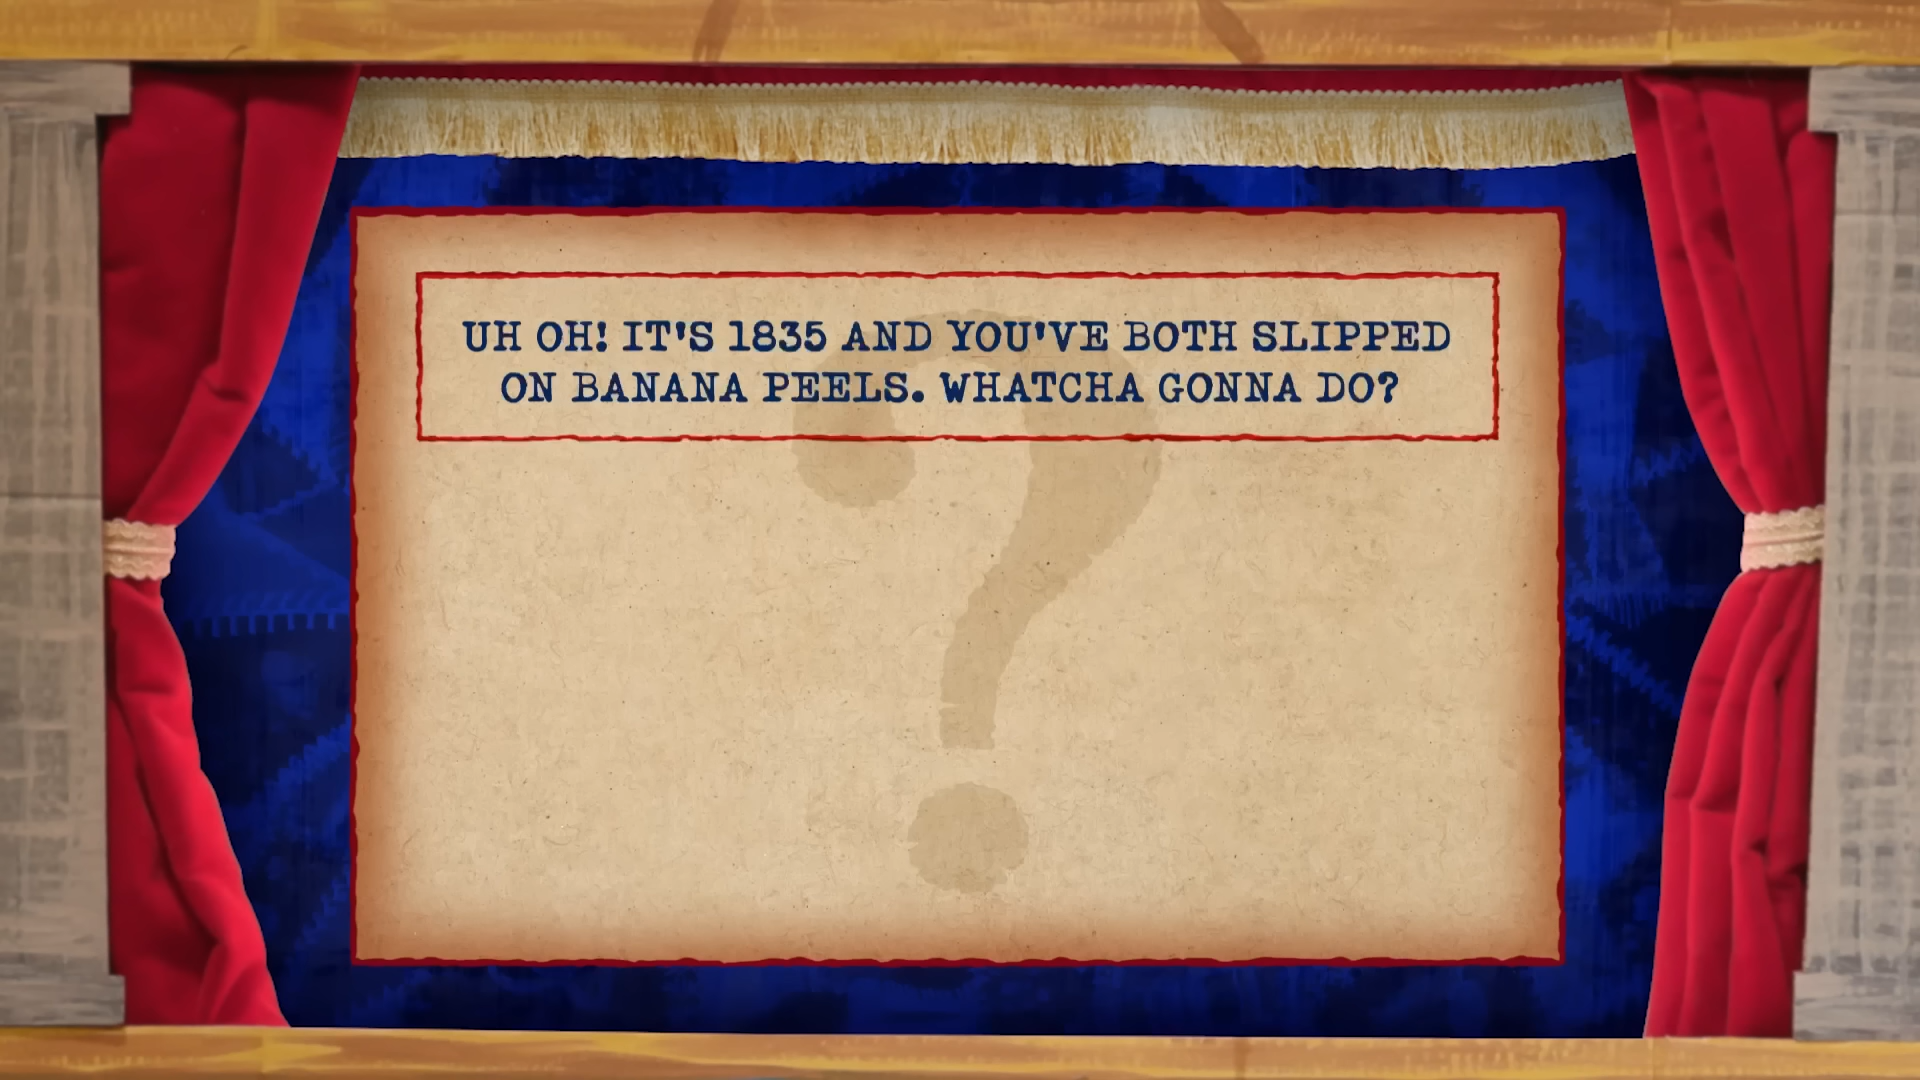 UH OH! IT'S 1835 AND YOU'VE BOTH SLIPPED
ON BANANA PEELS. WHATCHA GONNA DO?